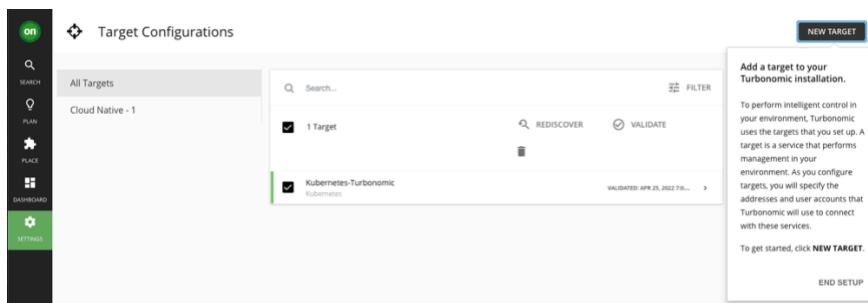 on
Target Configurations
NEW TARGET
SEARCH
PLAN
PLACE
DASHBOARD
SETTINGS
All Targets
Cloud Native - 1
Search...
FILTER
1 Target
REDISCOVER
VALIDATE
Kubernetes-Turbonomic
Kubernetes
VALIDATED: APR 25, 2022 7:0...
Add a target to your
Turbonomic installation.
To perform intelligent control in
your environment, Turbonomic
uses the targets that you set up. A
target is a service that performs
management in your
environment. As you configure
targets, you will specify the
addresses and user accounts that
Turbonomic will use to connect
with these services.
To get started, click NEW TARGET.
END SETUP